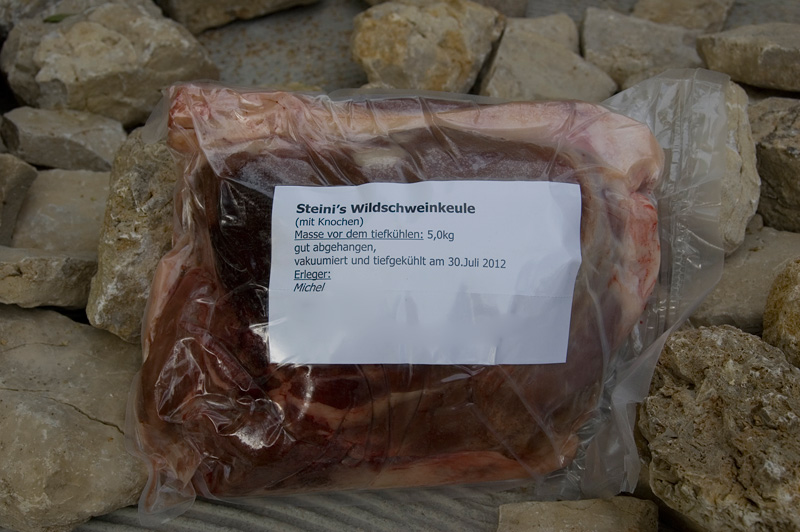 Steini's Wildschweinkeule
(mit Knochen)
Masse vor dem tiefkühlen: 5,0kg
gut abgehangen,
vakuumiert und tiefgekühlt am 30.Juli 2012
Erleger:
Michel